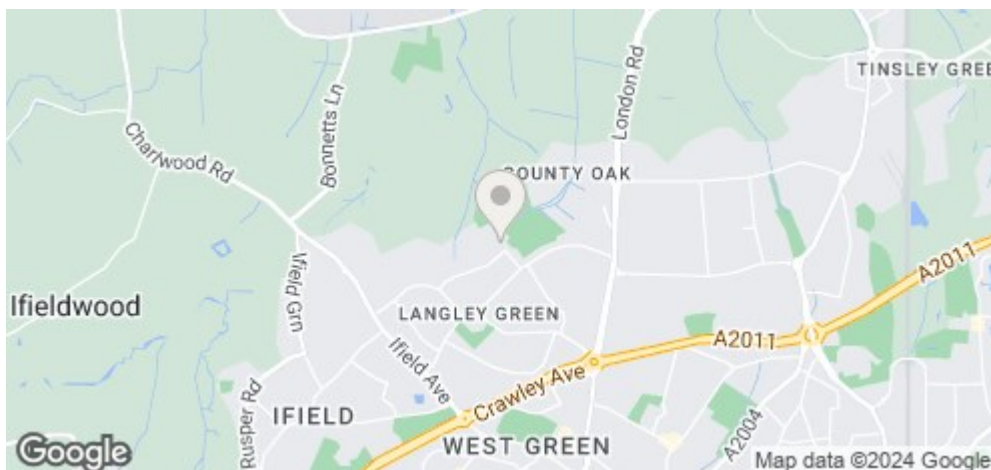 TINSLEY GREE
London Rd
Bonnetts Ln
Charlwood Rd
COUNTY OAK
A2011
Ifield Grn
Ifieldwood
LANGLEY GREEN
A2011
Ifield Ave
Crawley Ave
Rusper Rd
IFIELD
A2004
WEST GREEN
Google
Map data ©2024 Google